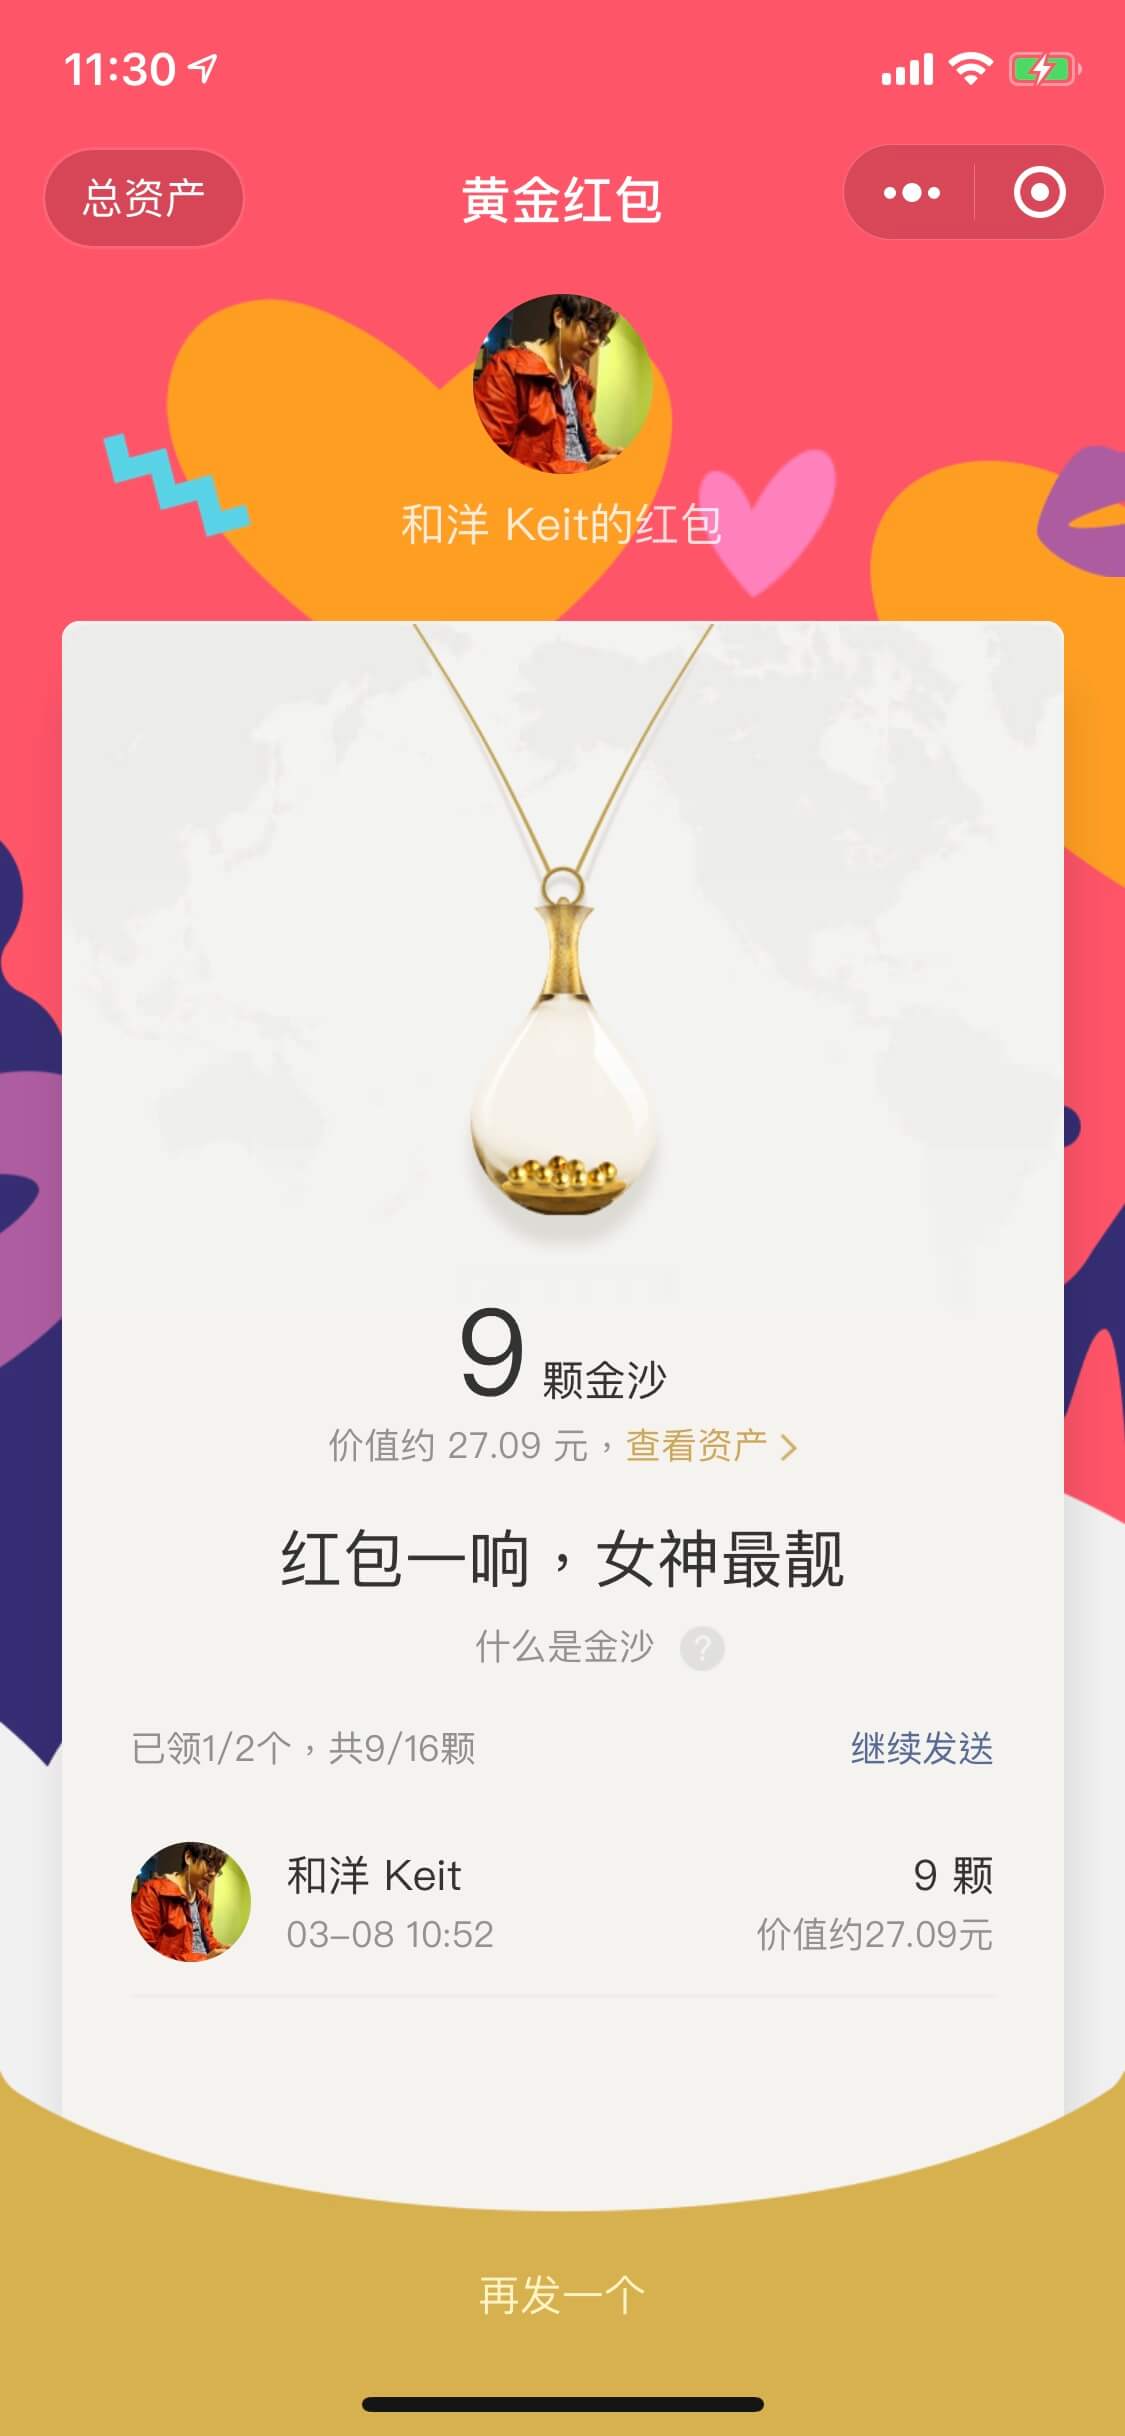 11:30
总资产
黄金红包
和洋 Keit的红包
9 颗金沙
价值约 27.09 元，查看资产 >
红包一响，女神最靓
什么是金沙 ?
已领1/2个，共9/16颗
继续发送
和洋 Keit
9 颗
03-08 10:52
价值约27.09元
再发一个